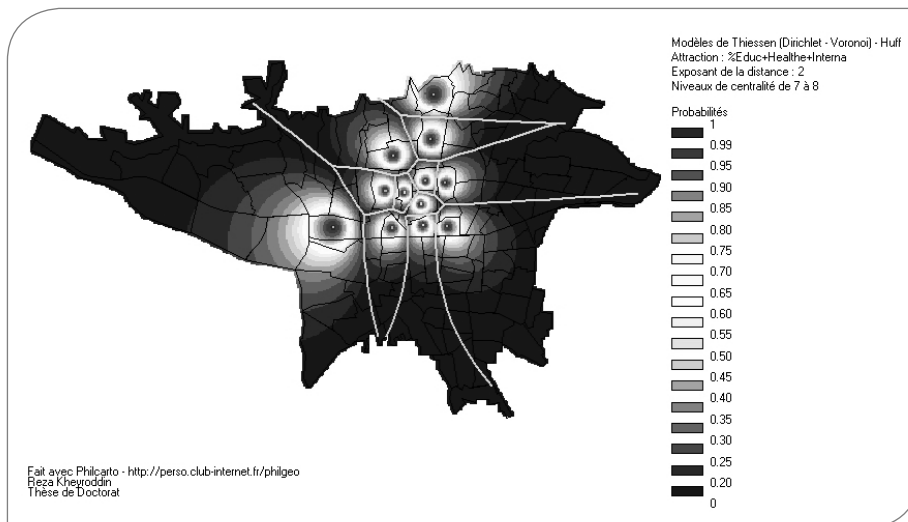 Modèles de Thiessen (Dirichlet - Voronoi) - Huff
Attraction : %Educ+Healthe+Interna
Exposant de la distance : 2
Niveaux de centralité de 7 à 8
Probabilités
1
0.99
0.95
0.90
0.85
0.80
0.75
0.70
0.65
0.60
0.55
0.50
0.45
0.40
0.35
0.30
0.25
0.20
0
Fait avec Philcarto - http://perso.club-internet.fr/philgeo
Reza Kheyroddin
Thèse de Doctorat